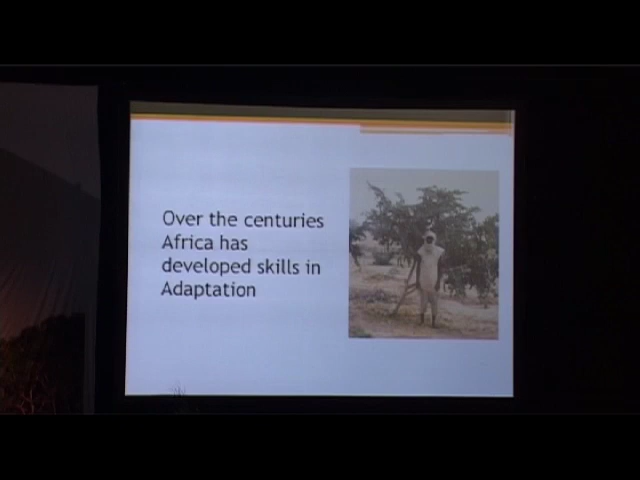 Over the centuries
Africa has
developed skills in
Adaptation